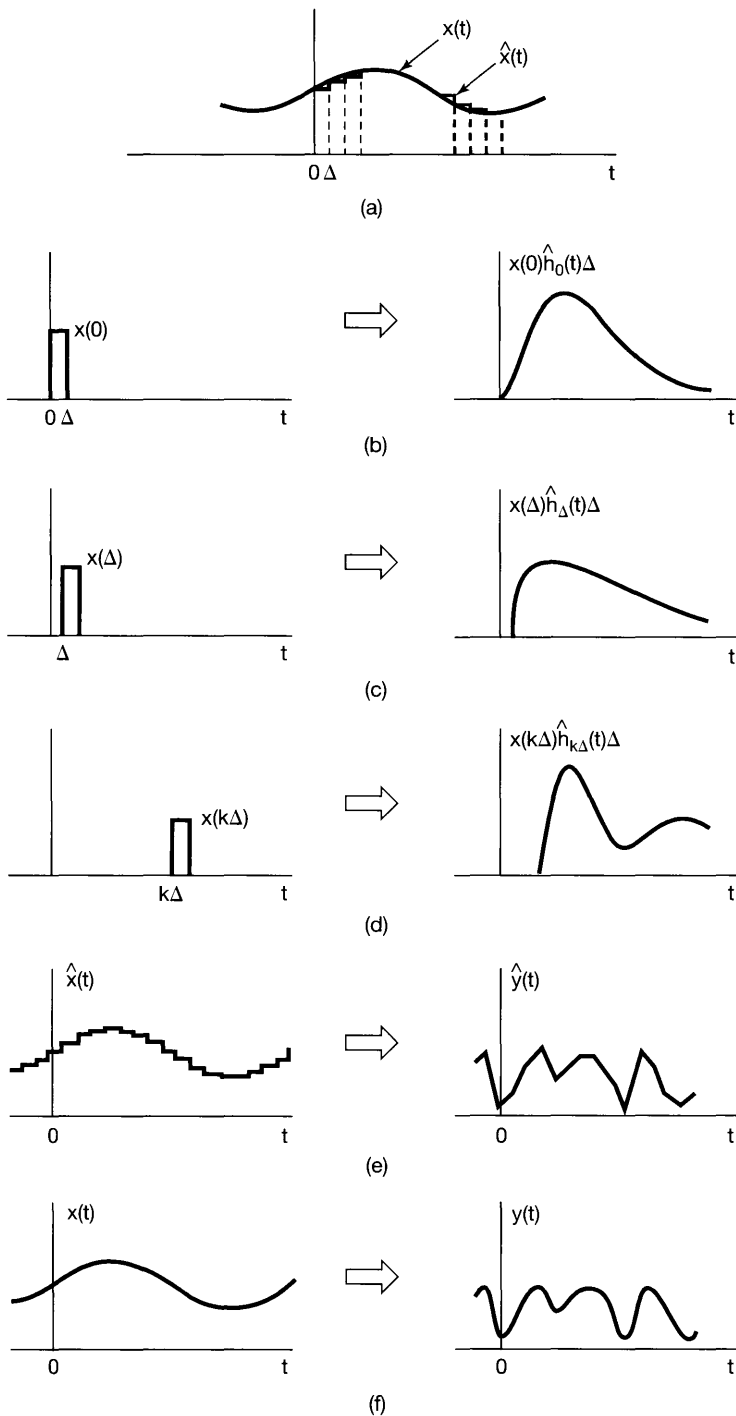 x(t)
x̂(t)
0 Δ t
(a)
x(0)
0 Δ t
x(0)ĥ₀(t)Δ
t
(b)
x(Δ)
Δ t
x(Δ)ĥ_Δ(t)Δ
t
(c)
x(kΔ)
kΔ t
x(kΔ)ĥ_kΔ(t)Δ
t
(d)
x̂(t)
0 t
ŷ(t)
0 t
(e)
x(t)
0 t
y(t)
0 t
(f)